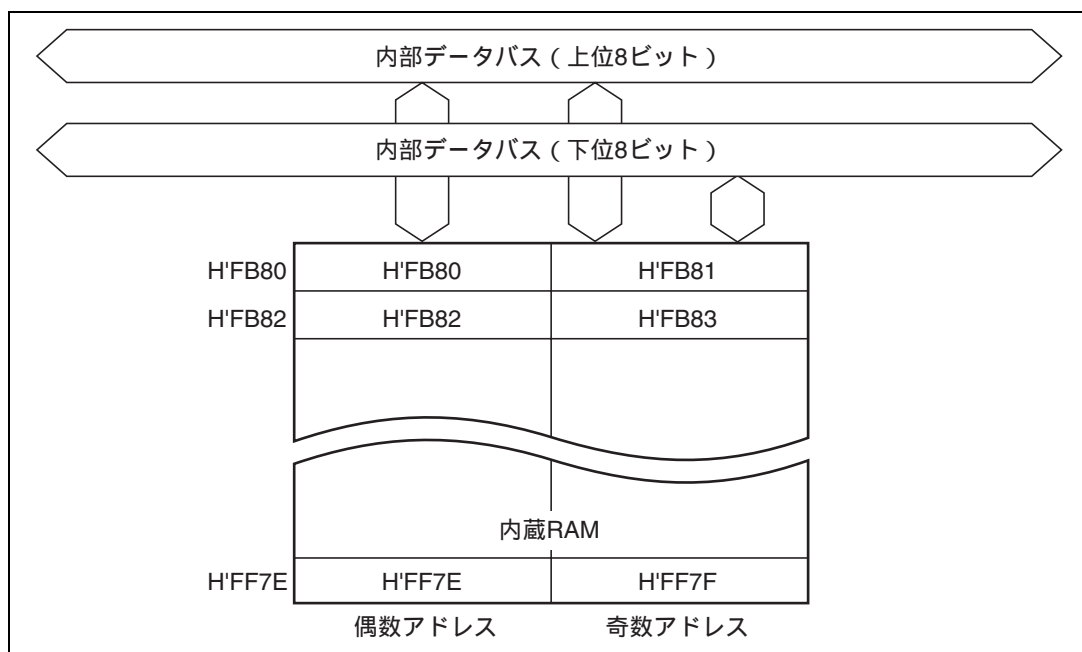 内部データバス（上位8ビット）
内部データバス（下位8ビット）
H'FB80 H'FB80 H'FB81
H'FB82 H'FB82 H'FB83
内蔵RAM
H'FF7E H'FF7E H'FF7F
偶数アドレス 奇数アドレス